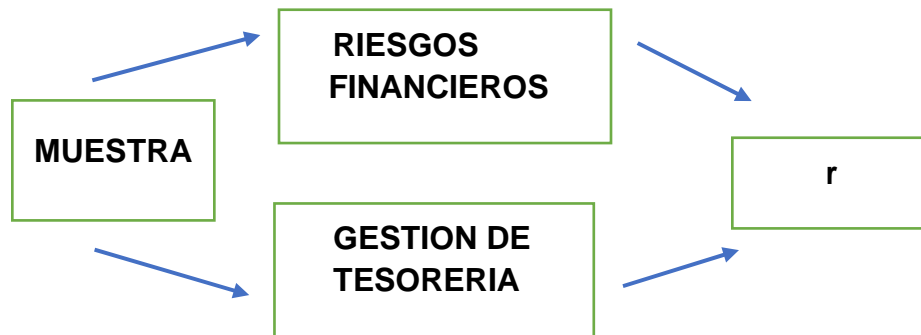 RIESGOS
FINANCIEROS
MUESTRA
r
GESTION DE
TESORERIA